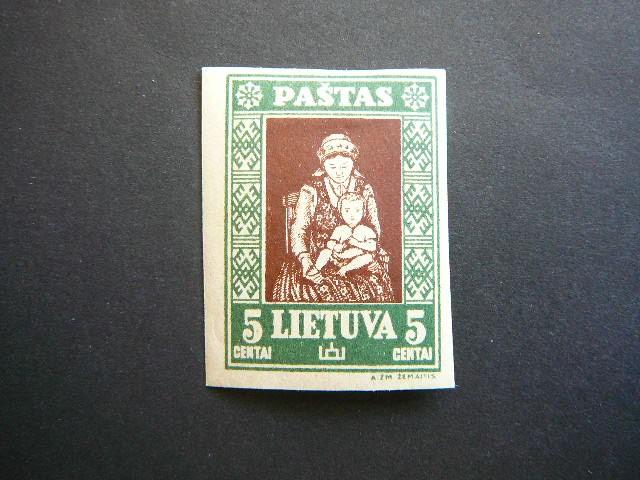 PAŠTAS
5 LIETUVA 5
CENTAI CENTAI
A. ŽM. ŽEMAITIS